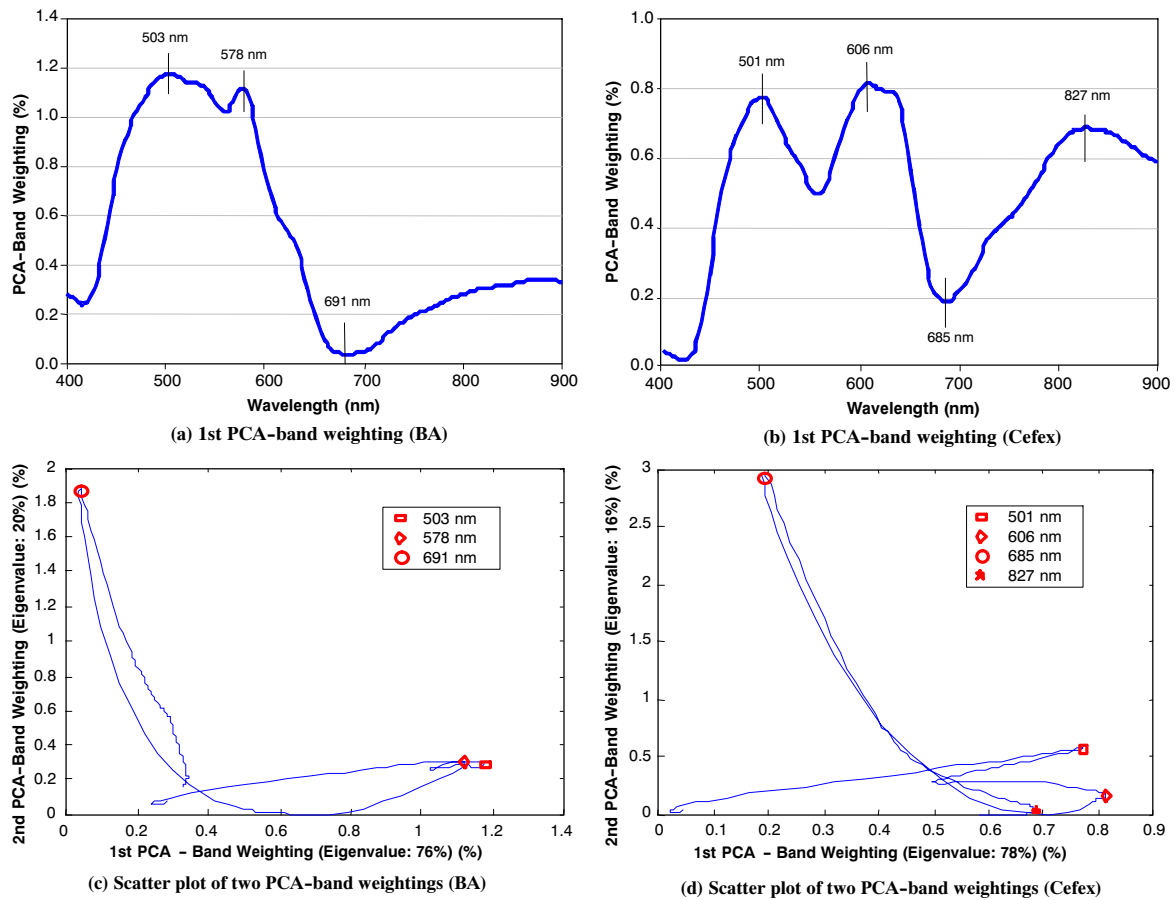 1.4
1.2
1.0
0.8
0.6
0.4
0.2
0.0
PCA-Band Weighting (%)
503 nm
578 nm
691 nm
400 500 600 700 800 900
Wavelength (nm)
(a) 1st PCA-band weighting (BA)
1.0
0.8
0.6
0.4
0.2
0.0
PCA-Band Weighting (%)
501 nm
606 nm
827 nm
685 nm
400 500 600 700 800 900
Wavelength (nm)
(b) 1st PCA-band weighting (Cefex)
2
1.8
1.6
1.4
1.2
1
0.8
0.6
0.4
0.2
0
2nd PCA-Band Weighting (Eigenvalue: 20%) (%)
503 nm
578 nm
691 nm
0 0.2 0.4 0.6 0.8 1 1.2 1.4
1st PCA - Band Weighting (Eigenvalue: 76%) (%)
(c) Scatter plot of two PCA-band weightings (BA)
3
2.5
2
1.5
1
0.5
0
2nd PCA-Band Weighting (Eigenvalue: 16%) (%)
501 nm
606 nm
685 nm
827 nm
0 0.1 0.2 0.3 0.4 0.5 0.6 0.7 0.8 0.9
1st PCA - Band Weighting (Eigenvalue: 78%) (%)
(d) Scatter plot of two PCA-band weightings (Cefex)